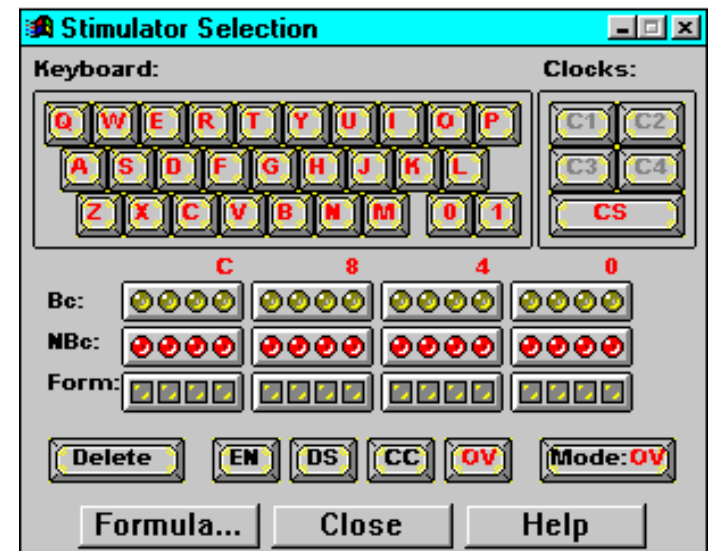 Stimulator Selection
Keyboard: Clocks:
Q W E R T Y U I O P C1 C2
A S D F G H J K L C3 C4
Z X C V B N M 0 1 CS
C 8 4 0
Bc:
NBc:
Form:
Delete EN DS CC OV Mode:OV
Formula... Close Help